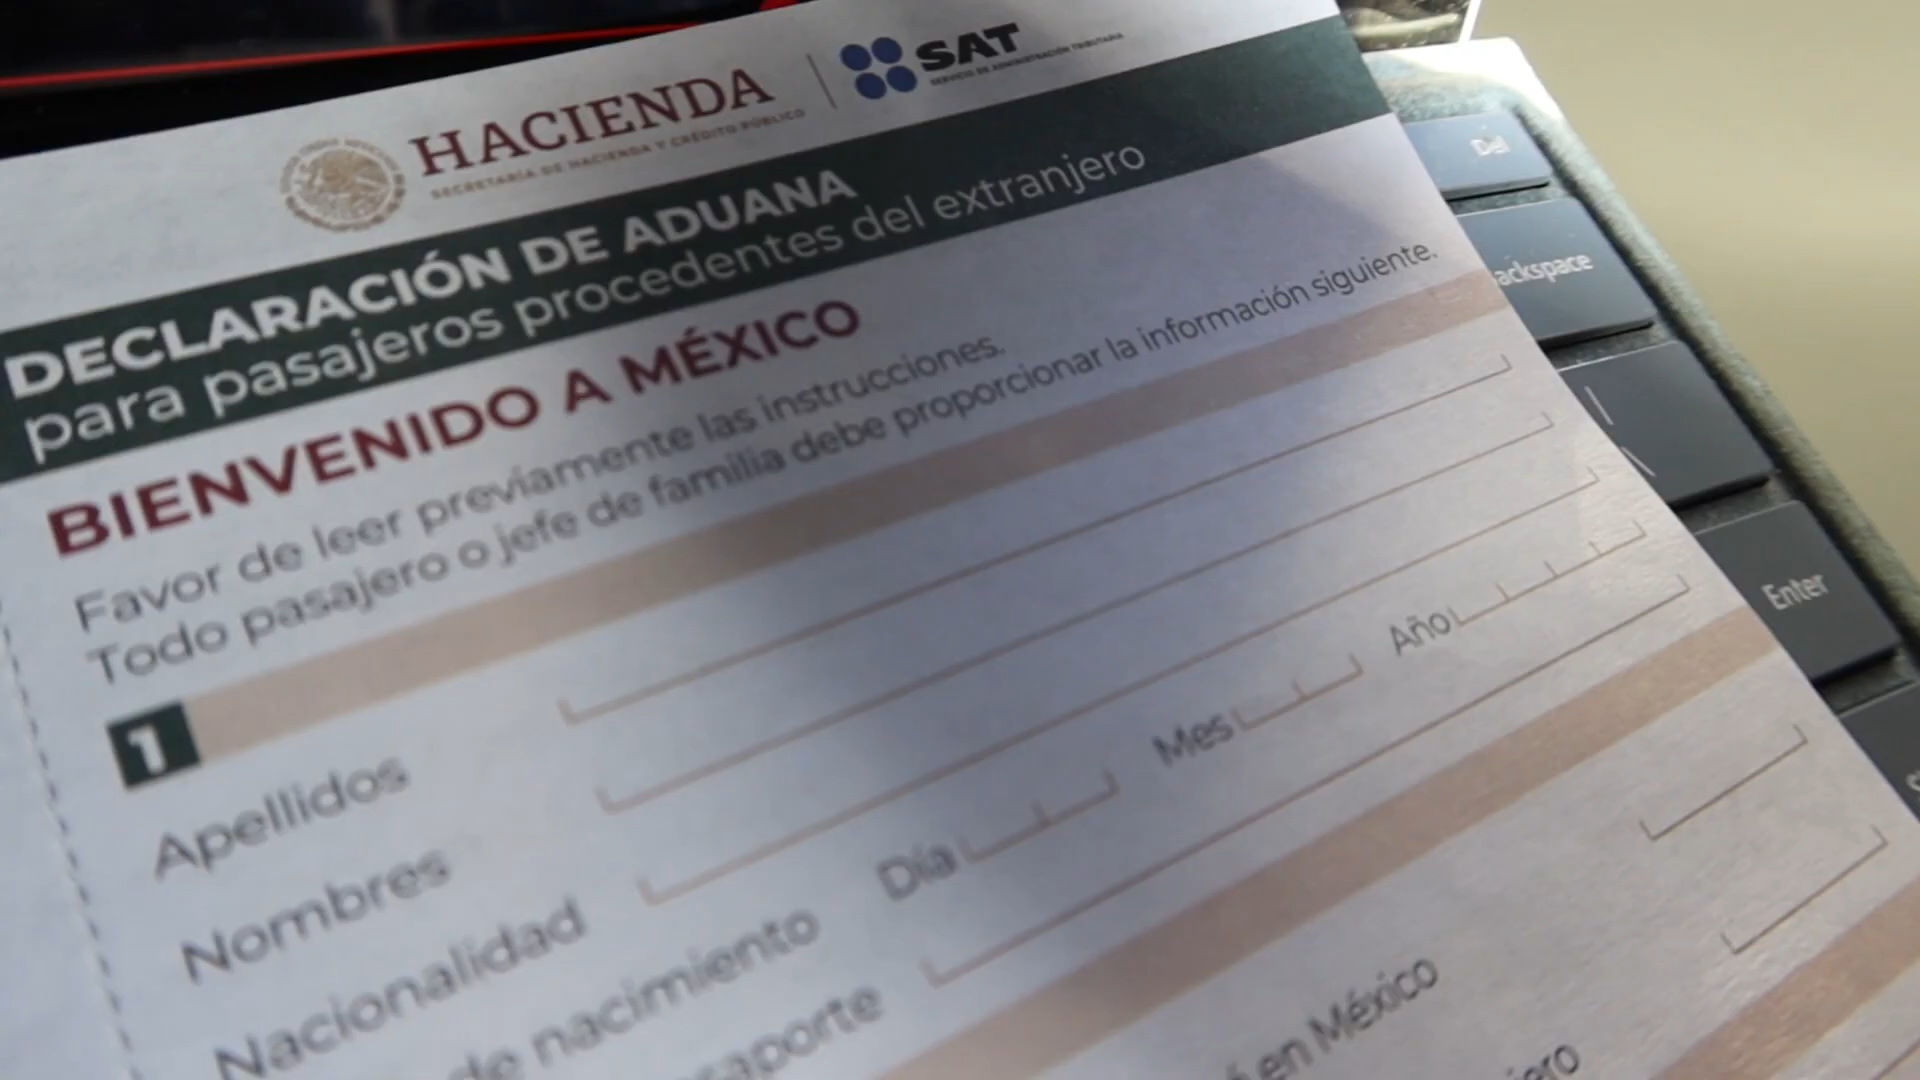 HACIENDA
SECRETARÍA DE HACIENDA Y CRÉDITO PÚBLICO
SAT
SERVICIO DE ADMINISTRACIÓN TRIBUTARIA
DECLARACIÓN DE ADUANA
para pasajeros procedentes del extranjero
BIENVENIDO A MÉXICO
Favor de leer previamente las instrucciones.
Todo pasajero o jefe de familia debe proporcionar la información siguiente.
1
Apellidos
Nombres
Nacionalidad
de nacimiento Día Mes Año
saporte
en México
jero
Del
ackspace
Enter